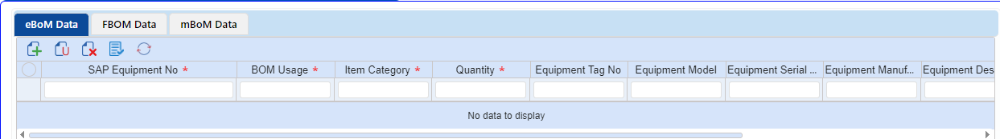 eBoM Data FBOM Data mBoM Data
SAP Equipment No * BOM Usage * Item Category * Quantity * Equipment Tag No Equipment Model Equipment Serial ... Equipment Manuf... Equipment Des
No data to display